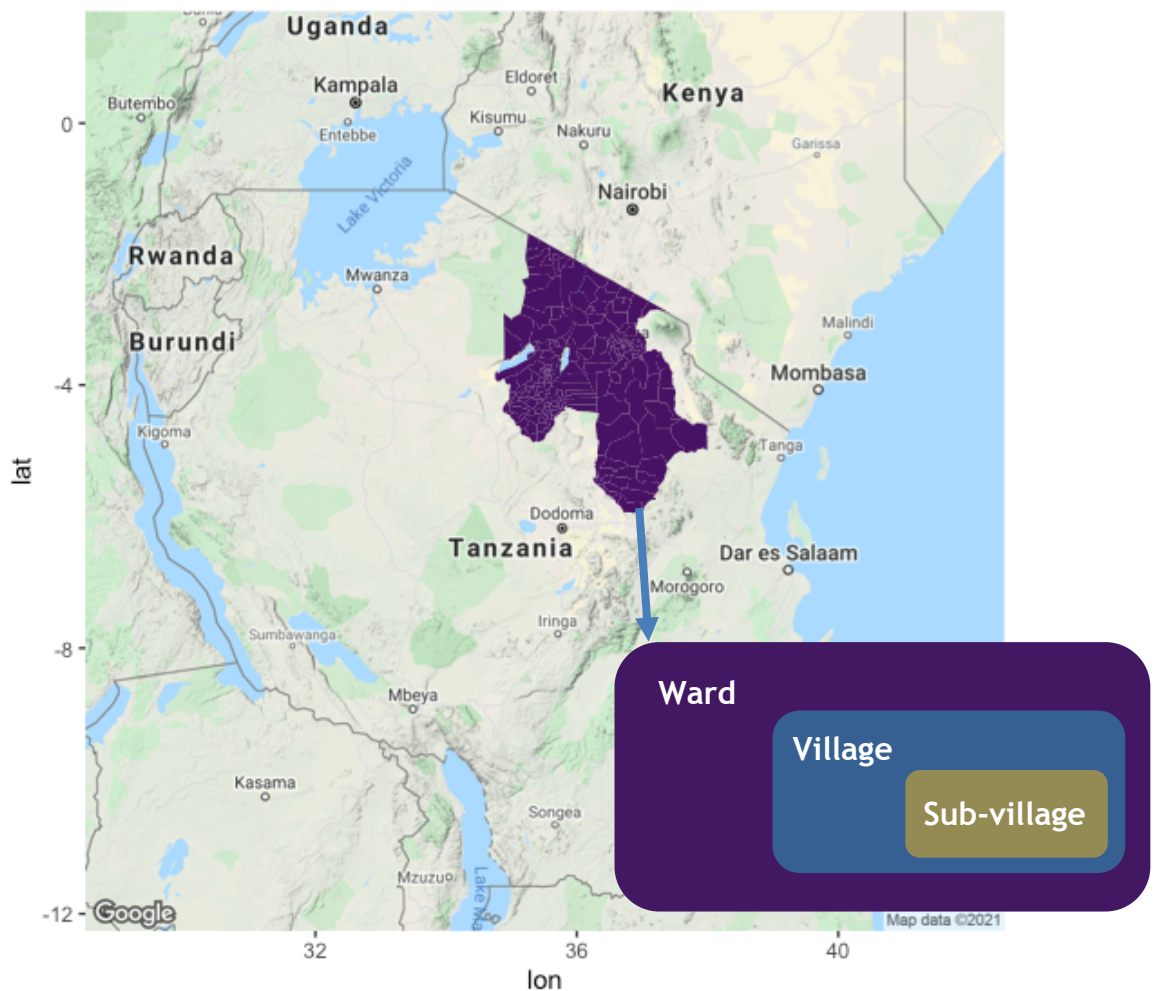 Uganda
Kampala
Eldoret
Kenya
Butembo
Entebbe
Kisumu
Nakuru
Garissa
0
Lake Victoria
Nairobi
Rwanda
Mwanza
Burundi
Malindi
Mombasa
-4
Kigoma
Tanga
lat
Dodoma
Tanzania
Dar es Salaam
Morogoro
Iringa
Sumbawanga
-8
Mbeya
Ward
Village
Kasama
Songea
Sub-village
Mzuzu
Lake
-12
Google
Map data ©2021
32
36
40
lon